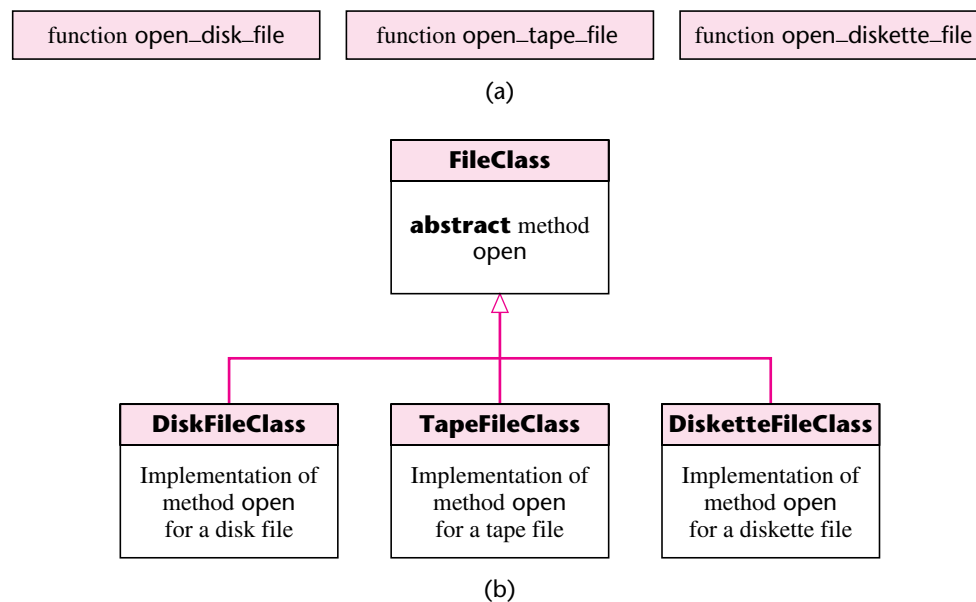 function open_disk_file
function open_tape_file
function open_diskette_file
(a)
FileClass
abstract method
open
DiskFileClass
Implementation of
method open
for a disk file
TapeFileClass
Implementation of
method open
for a tape file
DisketteFileClass
Implementation of
method open
for a diskette file
(b)